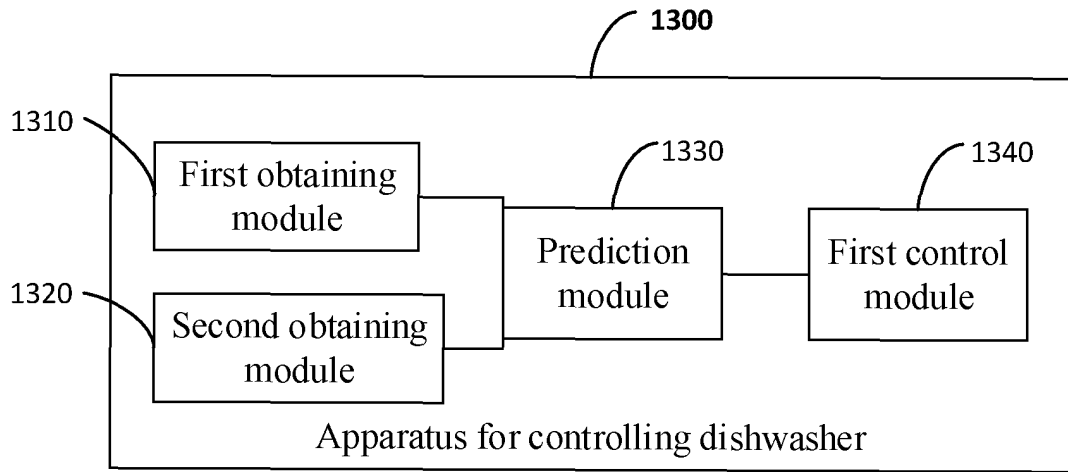 1300
1310
First obtaining
module
1320
Second obtaining
module
1330
Prediction
module
1340
First control
module
Apparatus for controlling dishwasher